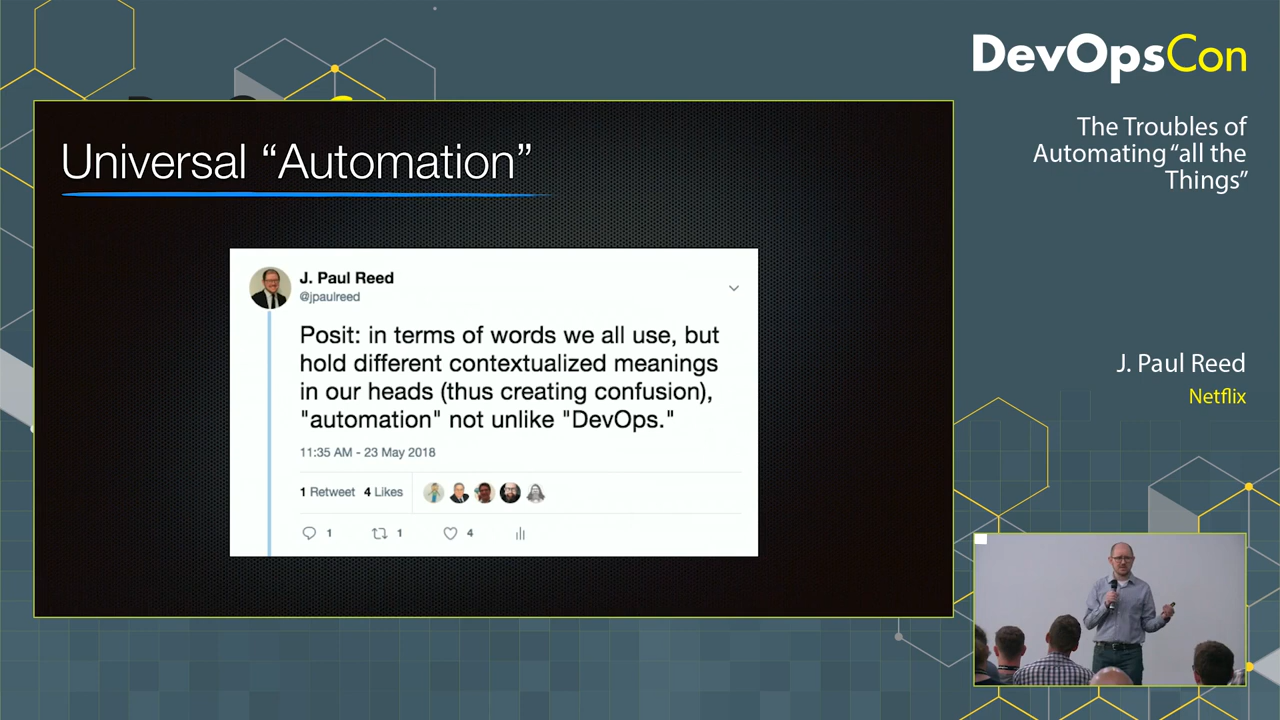 DevOpsCon
The Troubles of
Automating “all the
Things”
Universal “Automation”
J. Paul Reed
@jpaulreed
Posit: in terms of words we all use, but
hold different contextualized meanings
in our heads (thus creating confusion),
"automation" not unlike "DevOps."
11:35 AM - 23 May 2018
1 Retweet 4 Likes
1 1 4
J. Paul Reed
Netflix